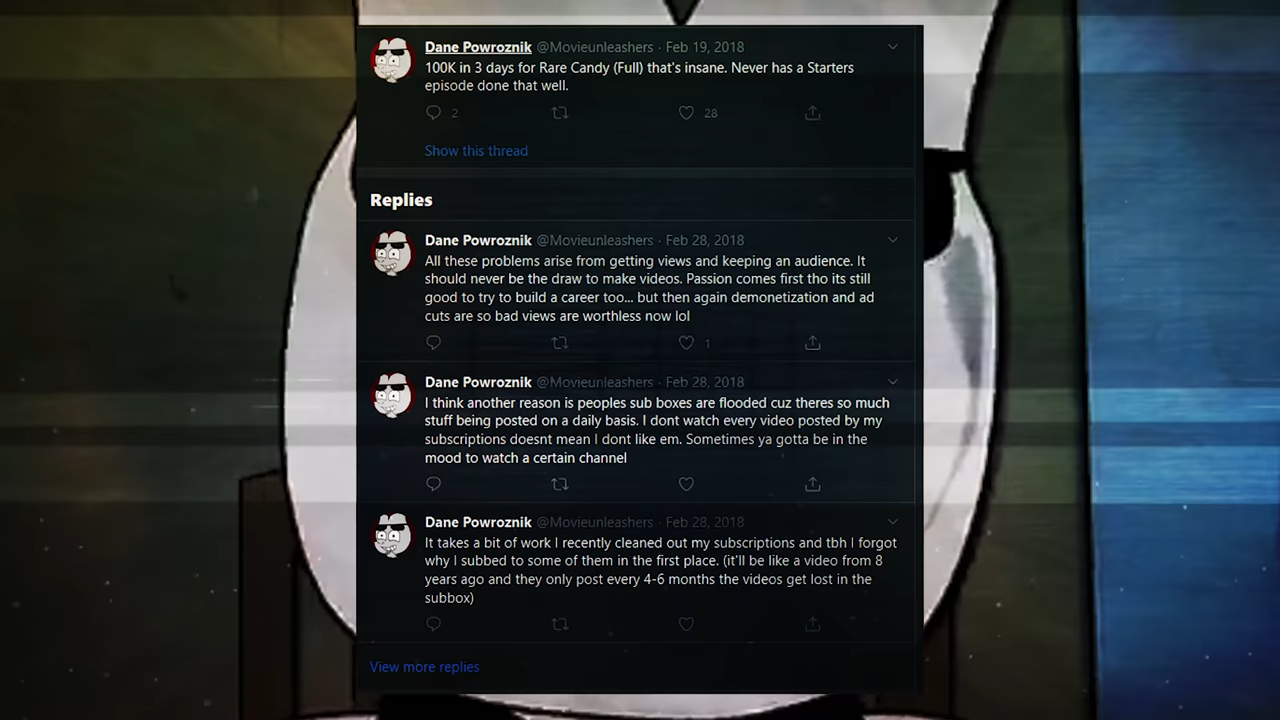 Dane Powroznik @Movieunleashers · Feb 19, 2018
100K in 3 days for Rare Candy (Full) that's insane. Never has a Starters
episode done that well.
2 28
Show this thread
Replies
Dane Powroznik @Movieunleashers · Feb 28, 2018
All these problems arise from getting views and keeping an audience. It
should never be the draw to make videos. Passion comes first tho its still
good to try to build a career too... but then again demonetization and ad
cuts are so bad views are worthless now lol
1
Dane Powroznik @Movieunleashers · Feb 28, 2018
I think another reason is peoples sub boxes are flooded cuz theres so much
stuff being posted on a daily basis. I dont watch every video posted by my
subscriptions doesnt mean I dont like em. Sometimes ya gotta be in the
mood to watch a certain channel
Dane Powroznik @Movieunleashers · Feb 28, 2018
It takes a bit of work I recently cleaned out my subscriptions and tbh I forgot
why I subbed to some of them in the first place. (it'll be like a video from 8
years ago and they only post every 4-6 months the videos get lost in the
subbox)
View more replies